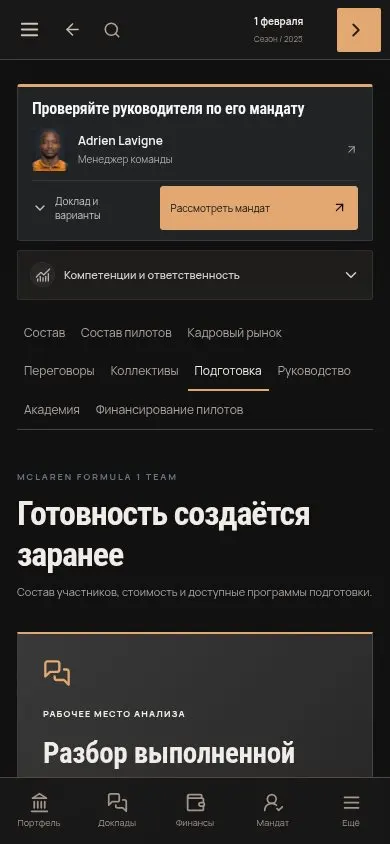 1 февраля
Сезон / 2025
Проверяйте руководителя по его мандату
Adrien Lavigne
Менеджер команды
Доклад и
варианты
Рассмотреть мандат
Компетенции и ответственность
Состав Состав пилотов Кадровый рынок
Переговоры Коллективы Подготовка Руководство
Академия Финансирование пилотов
MCLAREN FORMULA 1 TEAM
Готовность создаётся
заранее
Состав участников, стоимость и доступные программы подготовки.
РАБОЧЕЕ МЕСТО АНАЛИЗА
Разбор выполненной
Портфель Доклады Финансы Мандат Ещё